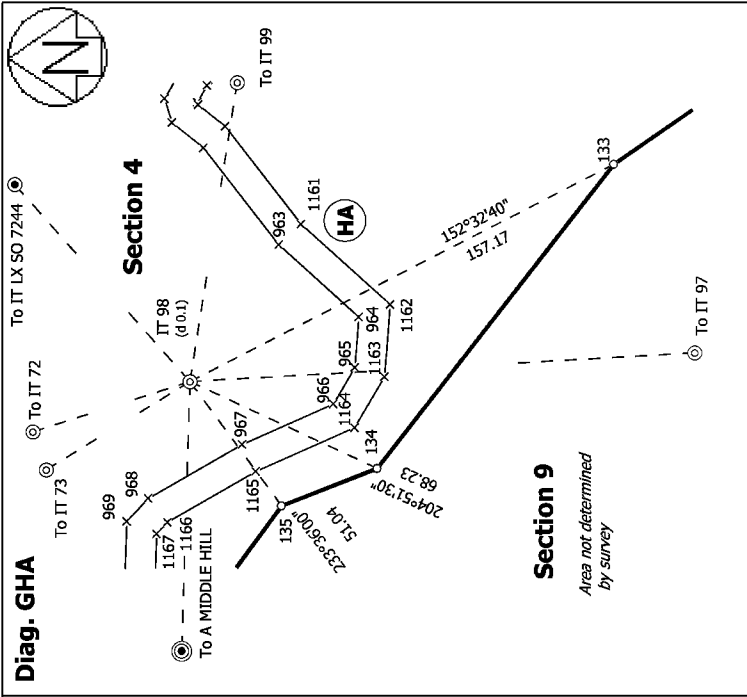 Diag. GHA
N
To IT LX SO 7244
To IT 72
To IT 73
To IT 99
Section 4
IT 98
(d 0.1)
969
968
967
966
965
964
963
1161
HA
1162
1163
1164
1165
1166
1167
To A MIDDLE HILL
135
134
133
152°32'40"
157.17
204°51'30"
68.23
233°36'00"
51.04
To IT 97
Section 9
Area not determined
by survey